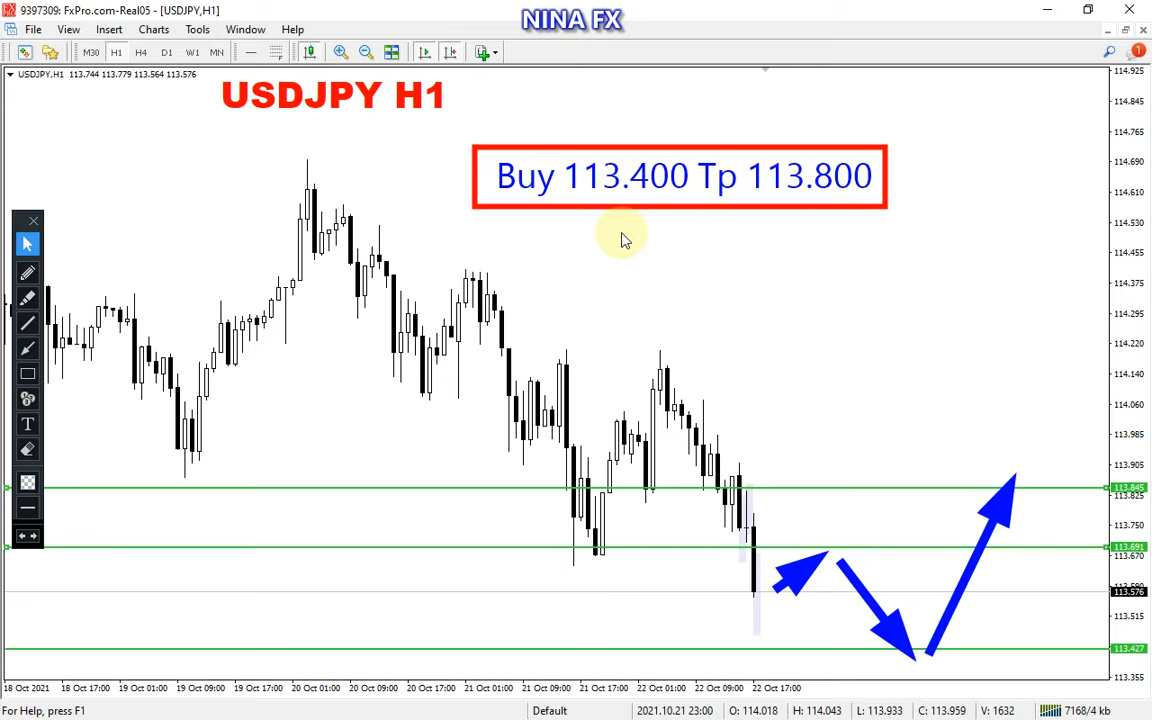 9397309: FxPro.com-Real05 - [USDJPY,H1]
NINA FX
File View Insert Charts Tools Window Help
M30 H1 H4 D1 W1 MN
1
USDJPY,H1 113.744 113.779 113.564 113.576
USDJPY H1
Buy 113.400 Tp 113.800
T
114.925
114.845
114.765
114.690
114.610
114.530
114.455
114.375
114.295
114.220
114.140
114.060
113.985
113.905
113.845
113.825
113.750
113.691
113.670
113.576
113.515
113.427
113.355
18 Oct 2021 18 Oct 17:00 19 Oct 01:00 19 Oct 09:00 19 Oct 17:00 20 Oct 01:00 20 Oct 09:00 20 Oct 17:00 21 Oct 01:00 21 Oct 09:00 21 Oct 17:00 22 Oct 01:00 22 Oct 09:00 22 Oct 17:00
For Help, press F1 Default 2021.10.21 23:00 O: 114.018 H: 114.043 L: 113.933 C: 113.959 V: 1632 7168/4 kb